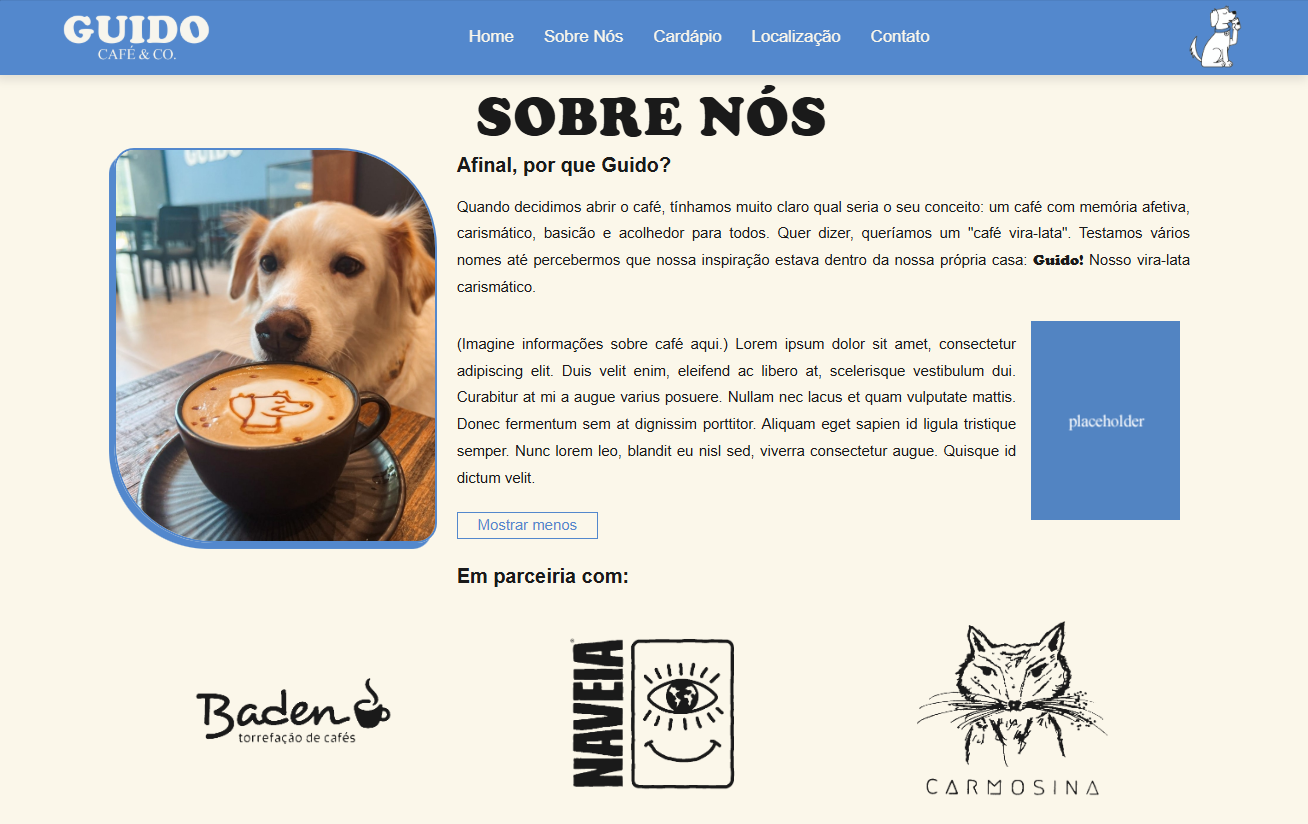 GUIDO
CAFÉ & CO.
Home Sobre Nós Cardápio Localização Contato
SOBRE NÓS
GUIDO
Afinal, por que Guido?
Quando decidimos abrir o café, tínhamos muito claro qual seria o seu conceito: um café com memória afetiva,
carismático, basicão e acolhedor para todos. Quer dizer, queríamos um "café vira-lata". Testamos vários
nomes até percebermos que nossa inspiração estava dentro da nossa própria casa: Guido! Nosso vira-lata
carismático.
(Imagine informações sobre café aqui.) Lorem ipsum dolor sit amet, consectetur
adipiscing elit. Duis velit enim, eleifend ac libero at, scelerisque vestibulum dui.
Curabitur at mi a augue varius posuere. Nullam nec lacus et quam vulputate mattis.
Donec fermentum sem at dignissim porttitor. Aliquam eget sapien id ligula tristique
semper. Nunc lorem leo, blandit eu nisl sed, viverra consectetur augue. Quisque id
dictum velit.
placeholder
Mostrar menos
Em parceiria com:
Baden
torrefação de cafés
NAVEIA
CARMOSINA